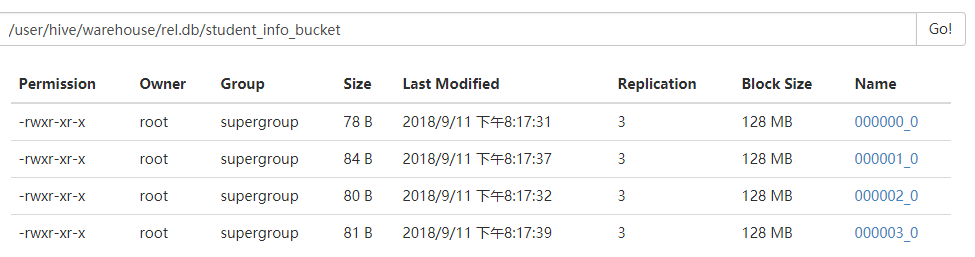 /user/hive/warehouse/rel.db/student_info_bucket Go!
Permission Owner Group Size Last Modified Replication Block Size Name
-rwxr-xr-x root supergroup 78 B 2018/9/11 下午8:17:31 3 128 MB 000000_0
-rwxr-xr-x root supergroup 84 B 2018/9/11 下午8:17:37 3 128 MB 000001_0
-rwxr-xr-x root supergroup 80 B 2018/9/11 下午8:17:32 3 128 MB 000002_0
-rwxr-xr-x root supergroup 81 B 2018/9/11 下午8:17:39 3 128 MB 000003_0